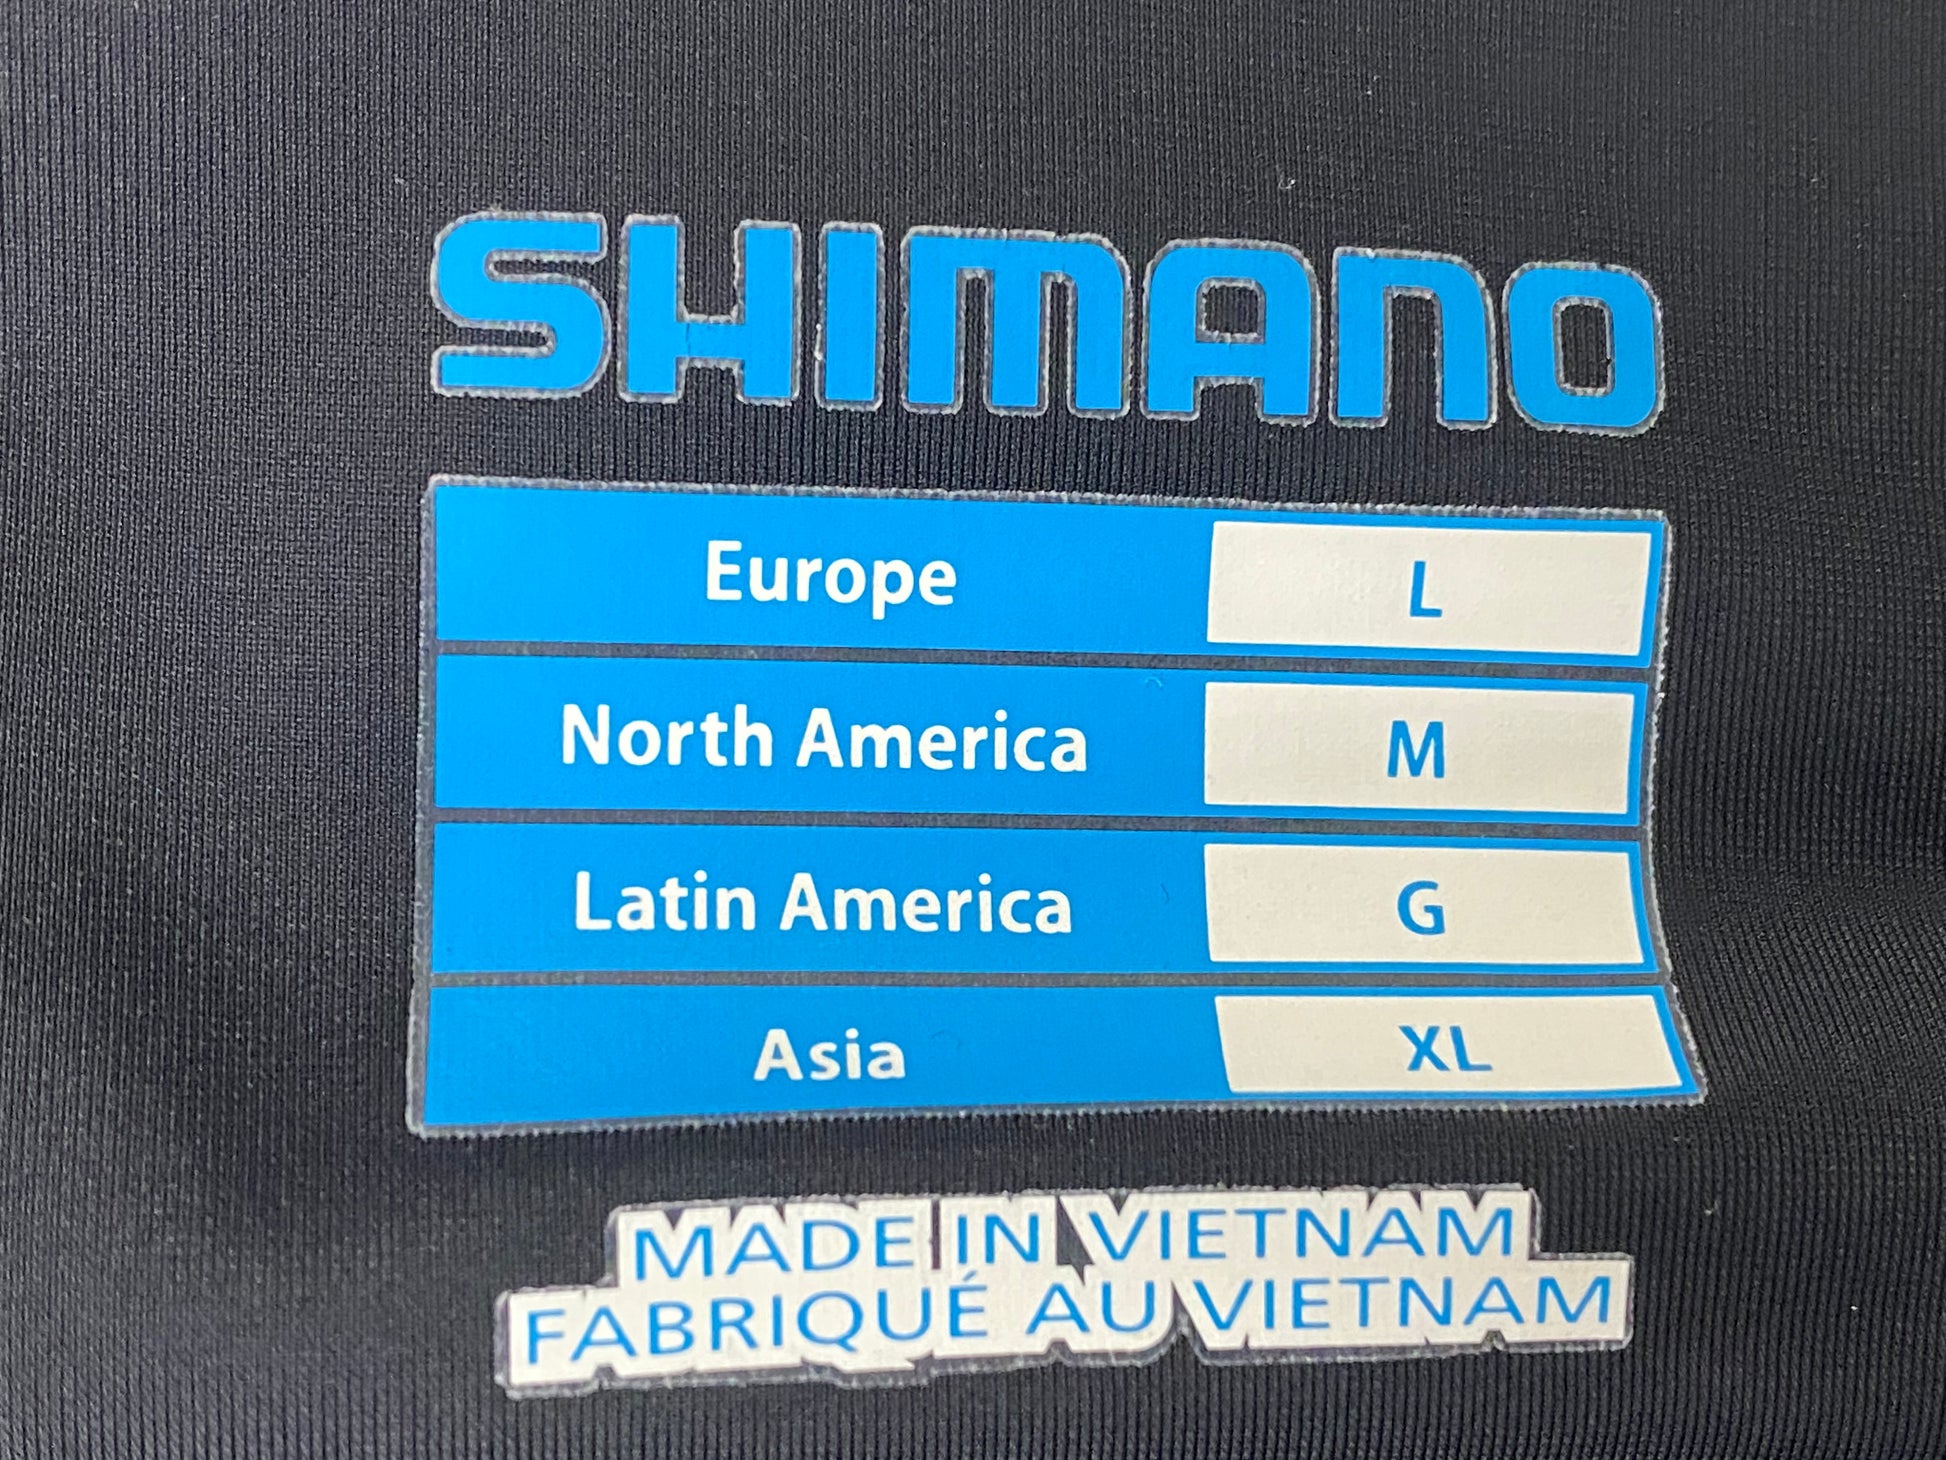 SHIMANO
Europe L
North America M
Latin America G
Asia XL
MADE IN VIETNAM
FABRIQUÉ AU VIETNAM